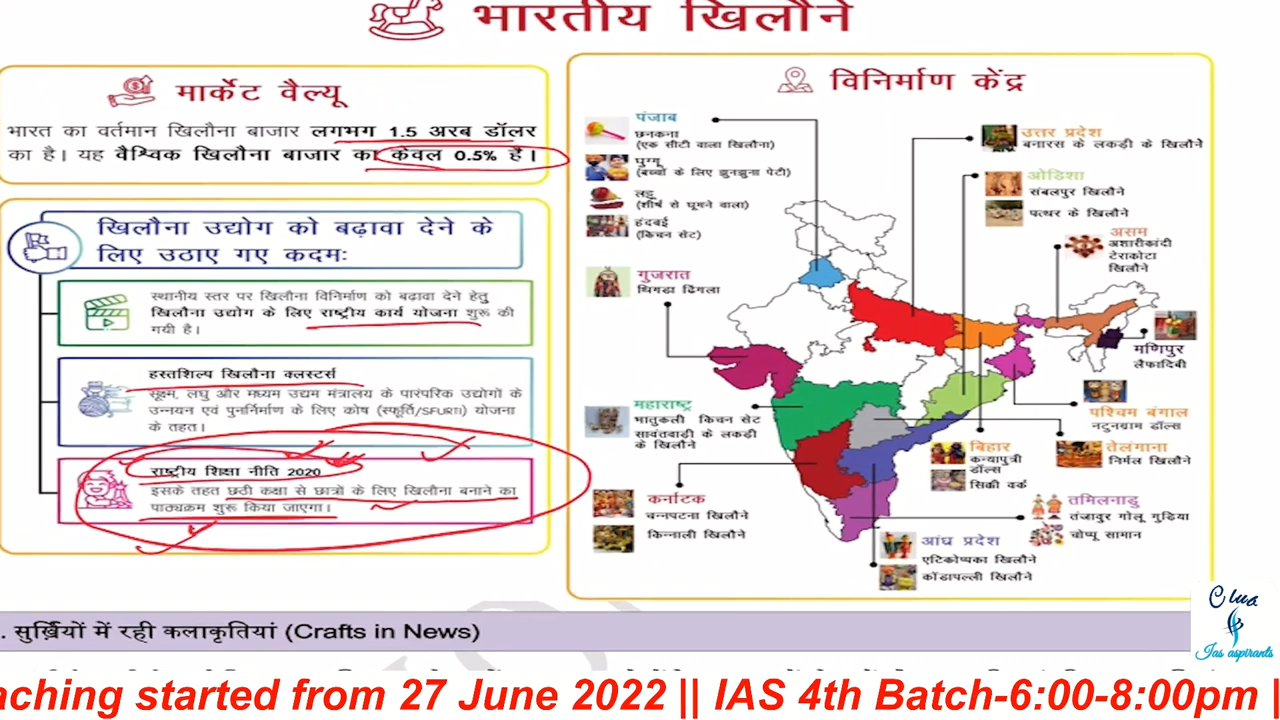 भारतीय खिलौने
मार्केट वैल्यू
भारत का वर्तमान खिलौना बाजार लगभग 1.5 अरब डॉलर
का है। यह वैश्विक खिलौना बाजार का केवल 0.5% है।
खिलौना उद्योग को बढ़ावा देने के
लिए उठाए गए कदमः
स्थानीय स्तर पर खिलौना विनिर्माण को बढ़ावा देने हेतु
खिलौना उद्योग के लिए राष्ट्रीय कार्य योजना शुरू की
गयी है।
हस्तशिल्प खिलौना क्लस्टर्स
सूक्ष्म, लघु और मध्यम उद्यम मंत्रालय के पारंपरिक उद्योगों के
उन्नयन एवं पुनर्निर्माण के लिए कोष (स्फूर्ति/SFURTI) योजना
के तहत।
राष्ट्रीय शिक्षा नीति 2020
इसके तहत छठी कक्षा से छात्रों के लिए खिलौना बनाने का
पाठ्यक्रम शुरू किया जाएगा।
विनिर्माण केंद्र
पंजाब
छनकना
(एक सीटी वाला खिलौना)
घुग्गू
(बच्चों के लिए झुनझुना पेटी)
लट्टू
(शीर्ष से घूमने वाला)
हंदवई
(किचन सेट)
गुजरात
थिगडा ढिंगला
महाराष्ट्र
भातुकली किचन सेट
सावंतवाड़ी के लकड़ी
के खिलौने
कर्नाटक
चन्नपटना खिलौने
किन्नाली खिलौने
उत्तर प्रदेश
बनारस के लकड़ी के खिलौने
ओडिशा
संबलपुर खिलौने
पत्थर के खिलौने
असम
अशारीकांदी
टेराकोटा
खिलौने
मणिपुर
लैफादिबी
पश्चिम बंगाल
नटुनग्राम डॉल्स
बिहार
कन्यापुत्री
डॉल्स
सिक्की वर्क
तेलंगाना
निर्मल खिलौने
तमिलनाडु
तंजावुर गोलू गुडिया
चोप्पू सामान
आंध्र प्रदेश
एटिकोप्पका खिलौने
कोंडापल्ली खिलौने
. सुर्ख़ियों में रही कलाकृतियां (Crafts in News)
Clue
Ias aspirants
aching started from 27 June 2022 || IAS 4th Batch-6:00-8:00pm |